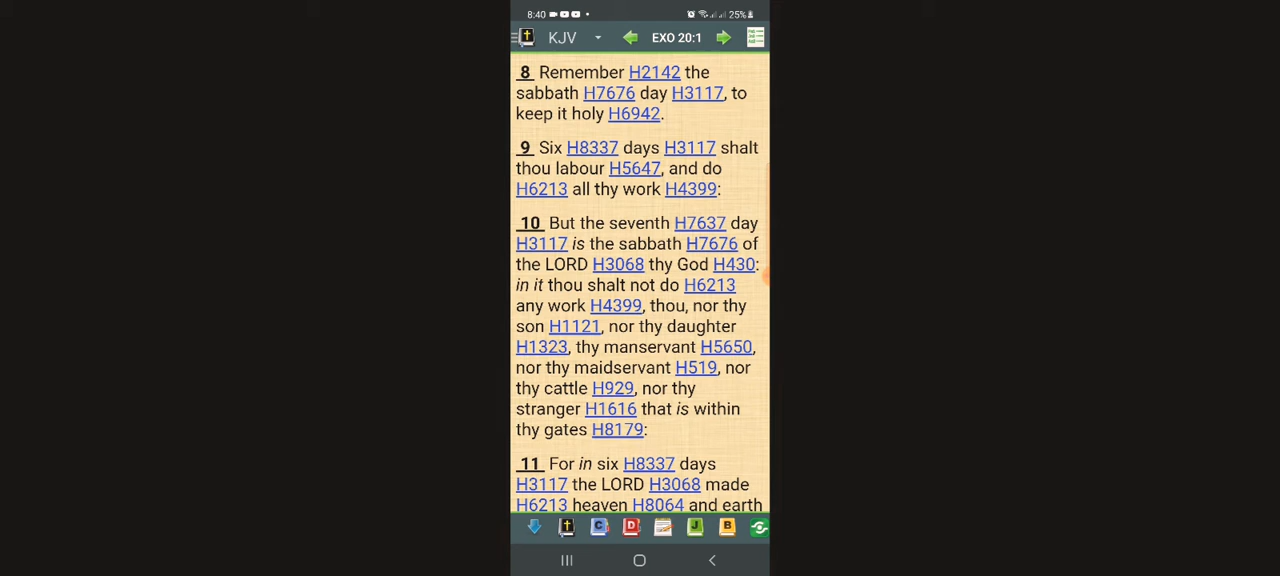 8:40 25%
KJV EXO 20:1
8 Remember H2142 the
sabbath H7676 day H3117, to
keep it holy H6942.
9 Six H8337 days H3117 shalt
thou labour H5647, and do
H6213 all thy work H4399:
10 But the seventh H7637 day
H3117 is the sabbath H7676 of
the LORD H3068 thy God H430:
in it thou shalt not do H6213
any work H4399, thou, nor thy
son H1121, nor thy daughter
H1323, thy manservant H5650,
nor thy maidservant H519, nor
thy cattle H929, nor thy
stranger H1616 that is within
thy gates H8179:
11 For in six H8337 days
H3117 the LORD H3068 made
H6213 heaven H8064 and earth
C D J B